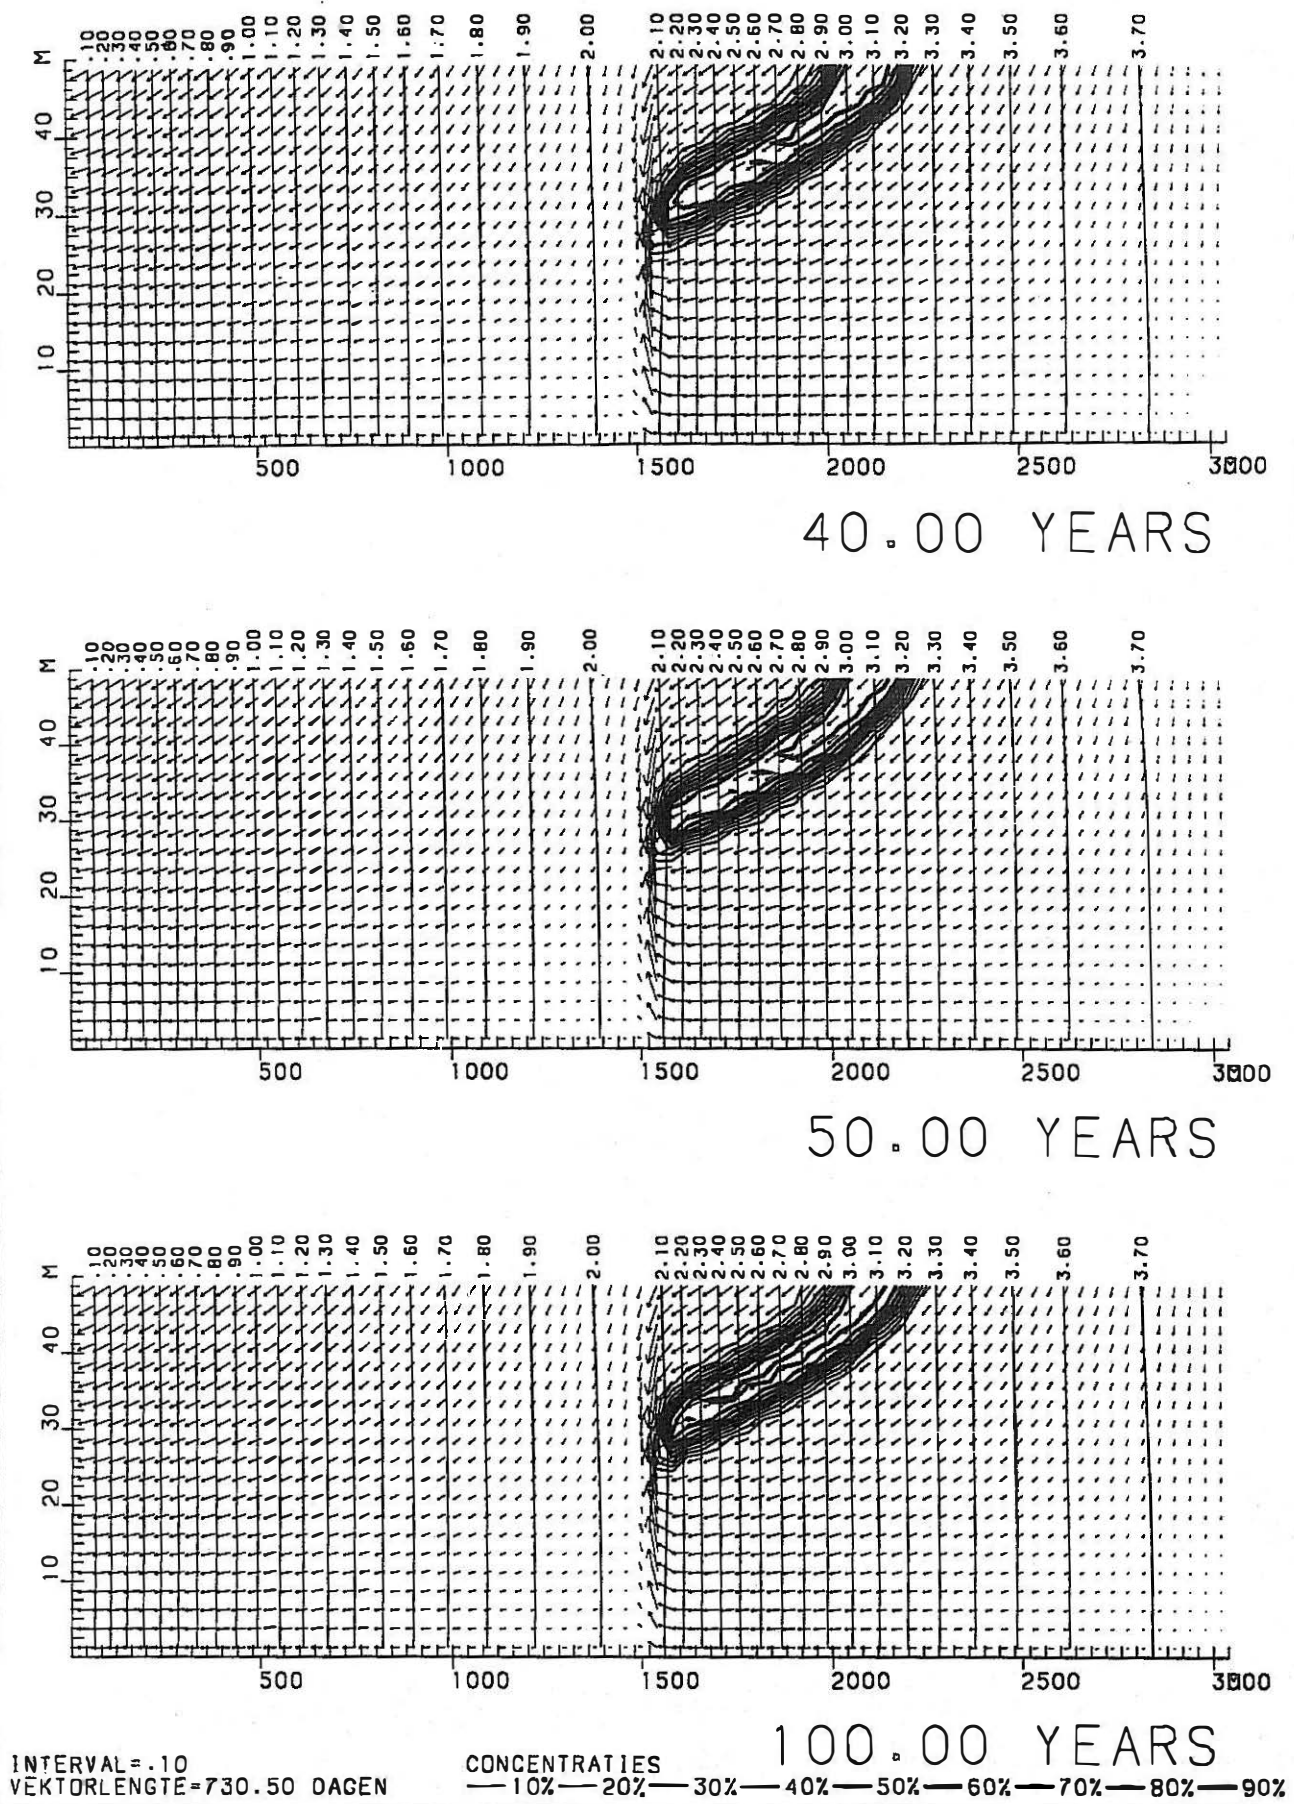 .10 .20 .30 .40 .50 .60 .70 .80 .90 1.00 1.10 1.20 1.30 1.40 1.50 1.60 1.70 1.80 1.90 2.00 2.10 2.20 2.30 2.40 2.50 2.60 2.70 2.80 2.90 3.00 3.10 3.20 3.30 3.40 3.50 3.60 3.70
M
40
30
20
10
500 1000 1500 2000 2500 3000
40.00 YEARS
.10 .20 .30 .40 .50 .60 .70 .80 .90 1.00 1.10 1.20 1.30 1.40 1.50 1.60 1.70 1.80 1.90 2.00 2.10 2.20 2.30 2.40 2.50 2.60 2.70 2.80 2.90 3.00 3.10 3.20 3.30 3.40 3.50 3.60 3.70
M
40
30
20
10
500 1000 1500 2000 2500 3000
50.00 YEARS
.10 .20 .30 .40 .50 .60 .70 .80 .90 1.00 1.10 1.20 1.30 1.40 1.50 1.60 1.70 1.80 1.90 2.00 2.10 2.20 2.30 2.40 2.50 2.60 2.70 2.80 2.90 3.00 3.10 3.20 3.30 3.40 3.50 3.60 3.70
M
40
30
20
10
500 1000 1500 2000 2500 3000
100.00 YEARS
INTERVAL=.10
VEKTORLENGTE=730.50 DAGEN
CONCENTRATIES
10% 20% 30% 40% 50% 60% 70% 80% 90%